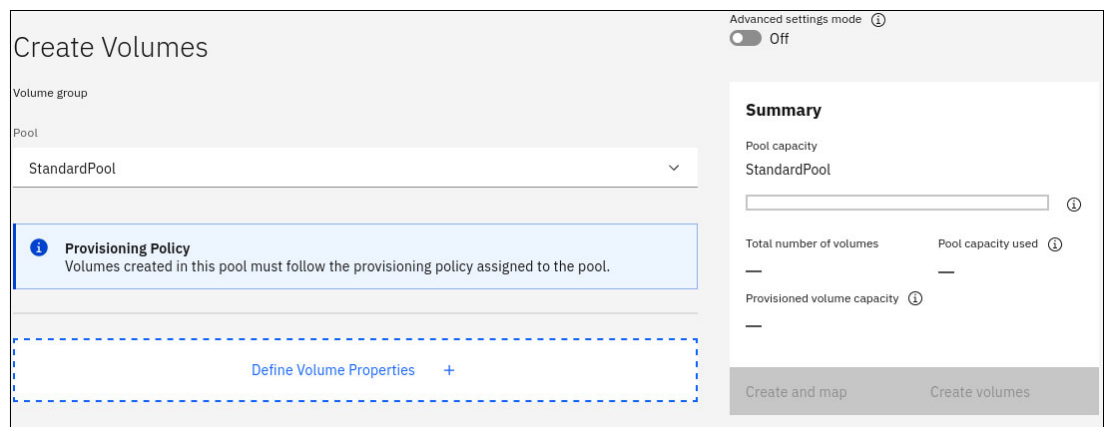 Create Volumes
Volume group
Pool
StandardPool
Provisioning Policy
Volumes created in this pool must follow the provisioning policy assigned to the pool.
Define Volume Properties +
Advanced settings mode
Off
Summary
Pool capacity
StandardPool
Total number of volumes Pool capacity used
— —
Provisioned volume capacity
—
Create and map Create volumes